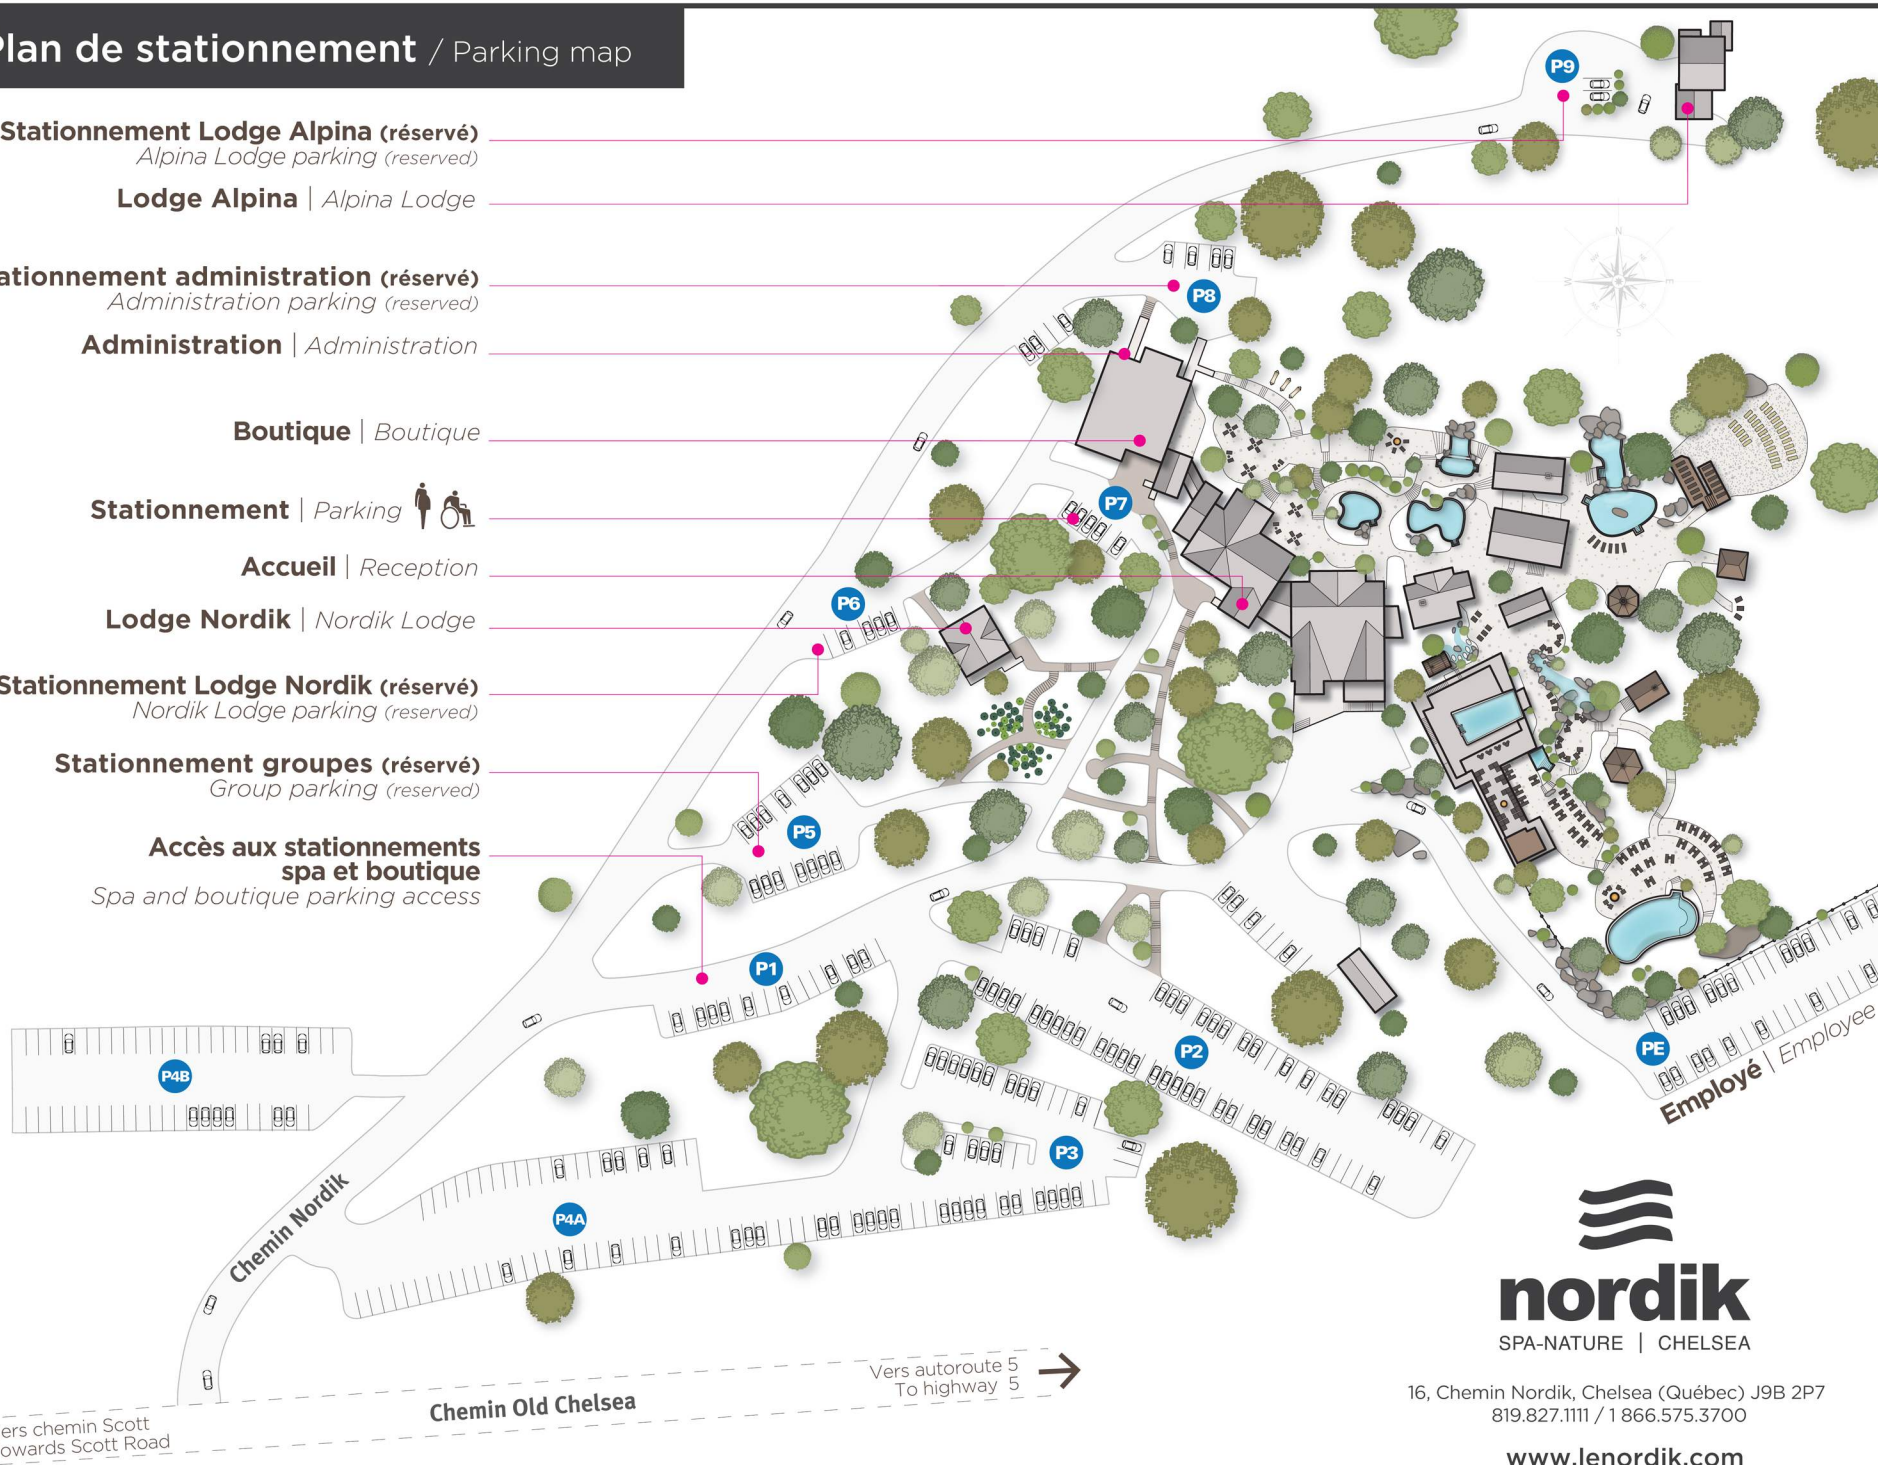 Plan de stationnement / Parking map
Stationnement Lodge Alpina (réservé)
Alpina Lodge parking (reserved)
Lodge Alpina | Alpina Lodge
ationnement administration (réservé)
Administration parking (reserved)
Administration | Administration
Boutique | Boutique
Stationnement | Parking
Accueil | Reception
Lodge Nordik | Nordik Lodge
Stationnement Lodge Nordik (réservé)
Nordik Lodge parking (reserved)
Stationnement groupes (réservé)
Group parking (reserved)
Accès aux stationnements
spa et boutique
Spa and boutique parking access
P9
P8
N
W
E
S
P7
P6
P5
P1
P2
P3
P4B
P4A
PE
Employé | Employee
Chemin Nordik
Chemin Old Chelsea
Vers autoroute 5
To highway 5
ers chemin Scott
owards Scott Road
nordik
SPA-NATURE | CHELSEA
16, Chemin Nordik, Chelsea (Québec) J9B 2P7
819.827.1111 / 1 866.575.3700
www.lenordik.com